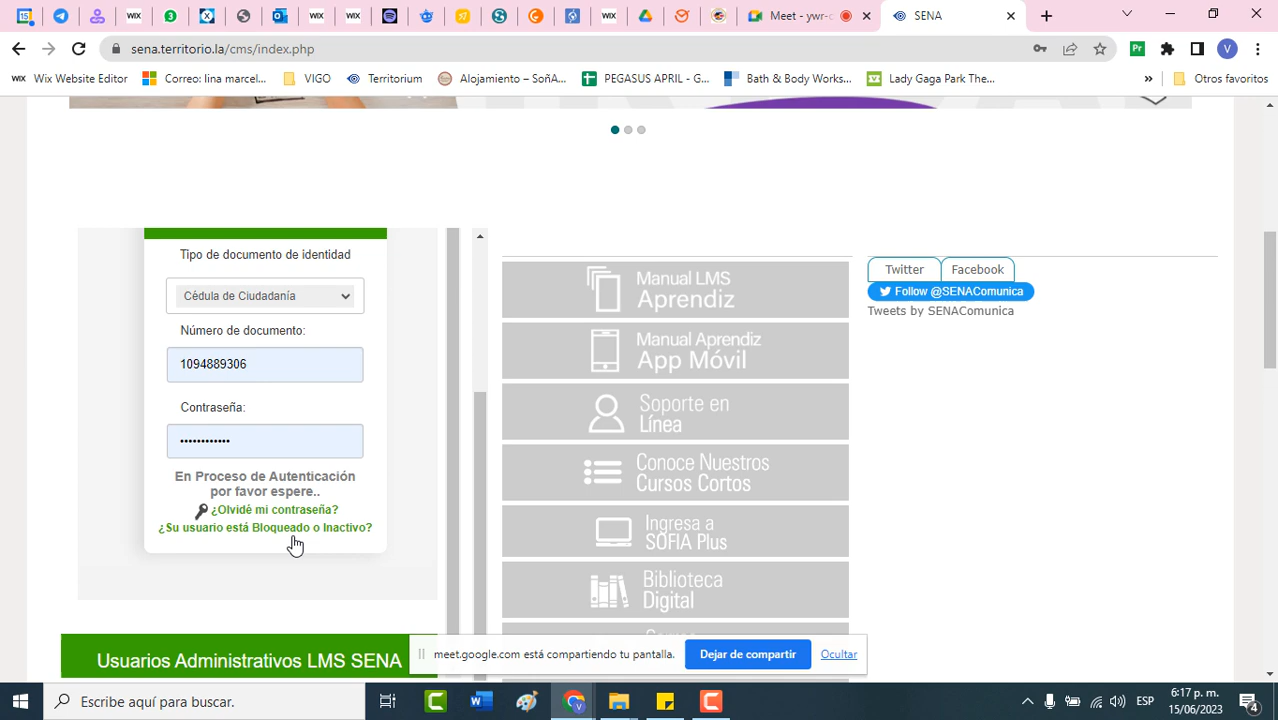 Meet - ywr-c
SENA
sena.territorio.la/cms/index.php
WIX Wix Website Editor
Correo: lina marcel...
VIGO
Territorium
Alojamiento – SoñA...
PEGASUS APRIL - G...
Bath & Body Works...
Lady Gaga Park The...
»
Otros favoritos
Tipo de documento de identidad
Cédula de Ciudadanía
Número de documento:
1094889306
Contraseña:
••••••••••••
En Proceso de Autenticación
por favor espere..
¿Olvidé mi contraseña?
¿Su usuario está Bloqueado o Inactivo?
Usuarios Administrativos LMS SENA
Manual LMS
Aprendiz
Manual Aprendiz
App Móvil
Soporte en
Línea
Conoce Nuestros
Cursos Cortos
Ingresa a
SOFIA Plus
Biblioteca
Digital
Twitter
Facebook
Follow @SENAComunica
Tweets by SENAComunica
meet.google.com está compartiendo tu pantalla.
Dejar de compartir
Ocultar
Escribe aquí para buscar.
ESP
6:17 p. m.
15/06/2023
4